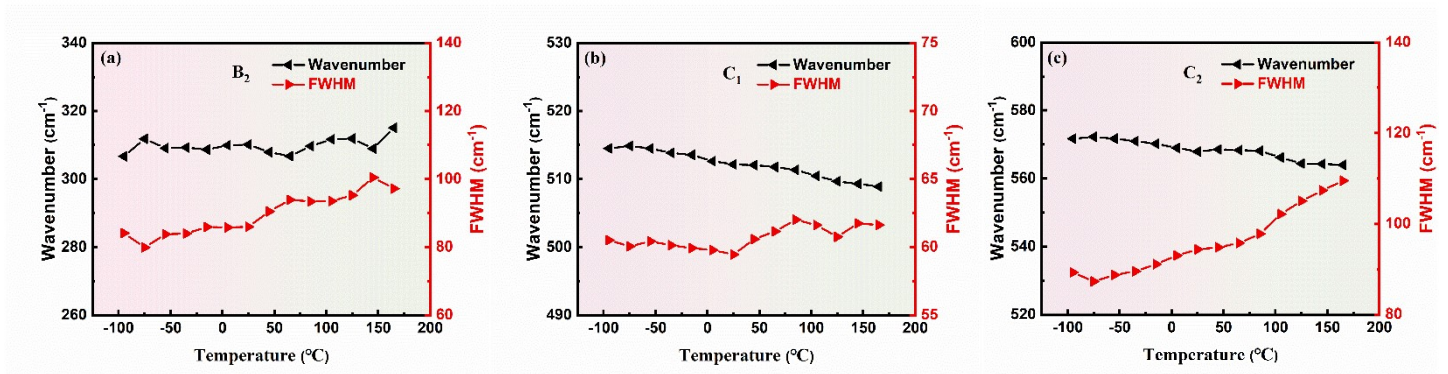 (a)
B₂
Wavenumber
FWHM
340
320
300
280
260
Wavenumber (cm⁻¹)
140
120
100
80
60
FWHM (cm⁻¹)
-100 -50 0 50 100 150 200
Temperature (℃)
(b)
C₁
Wavenumber
FWHM
530
520
510
500
490
Wavenumber (cm⁻¹)
75
70
65
60
55
FWHM (cm⁻¹)
-100 -50 0 50 100 150 200
Temperature (℃)
(c)
C₂
Wavenumber
FWHM
600
580
560
540
520
Wavenumber (cm⁻¹)
140
120
100
80
FWHM (cm⁻¹)
-100 -50 0 50 100 150 200
Temperature (℃)